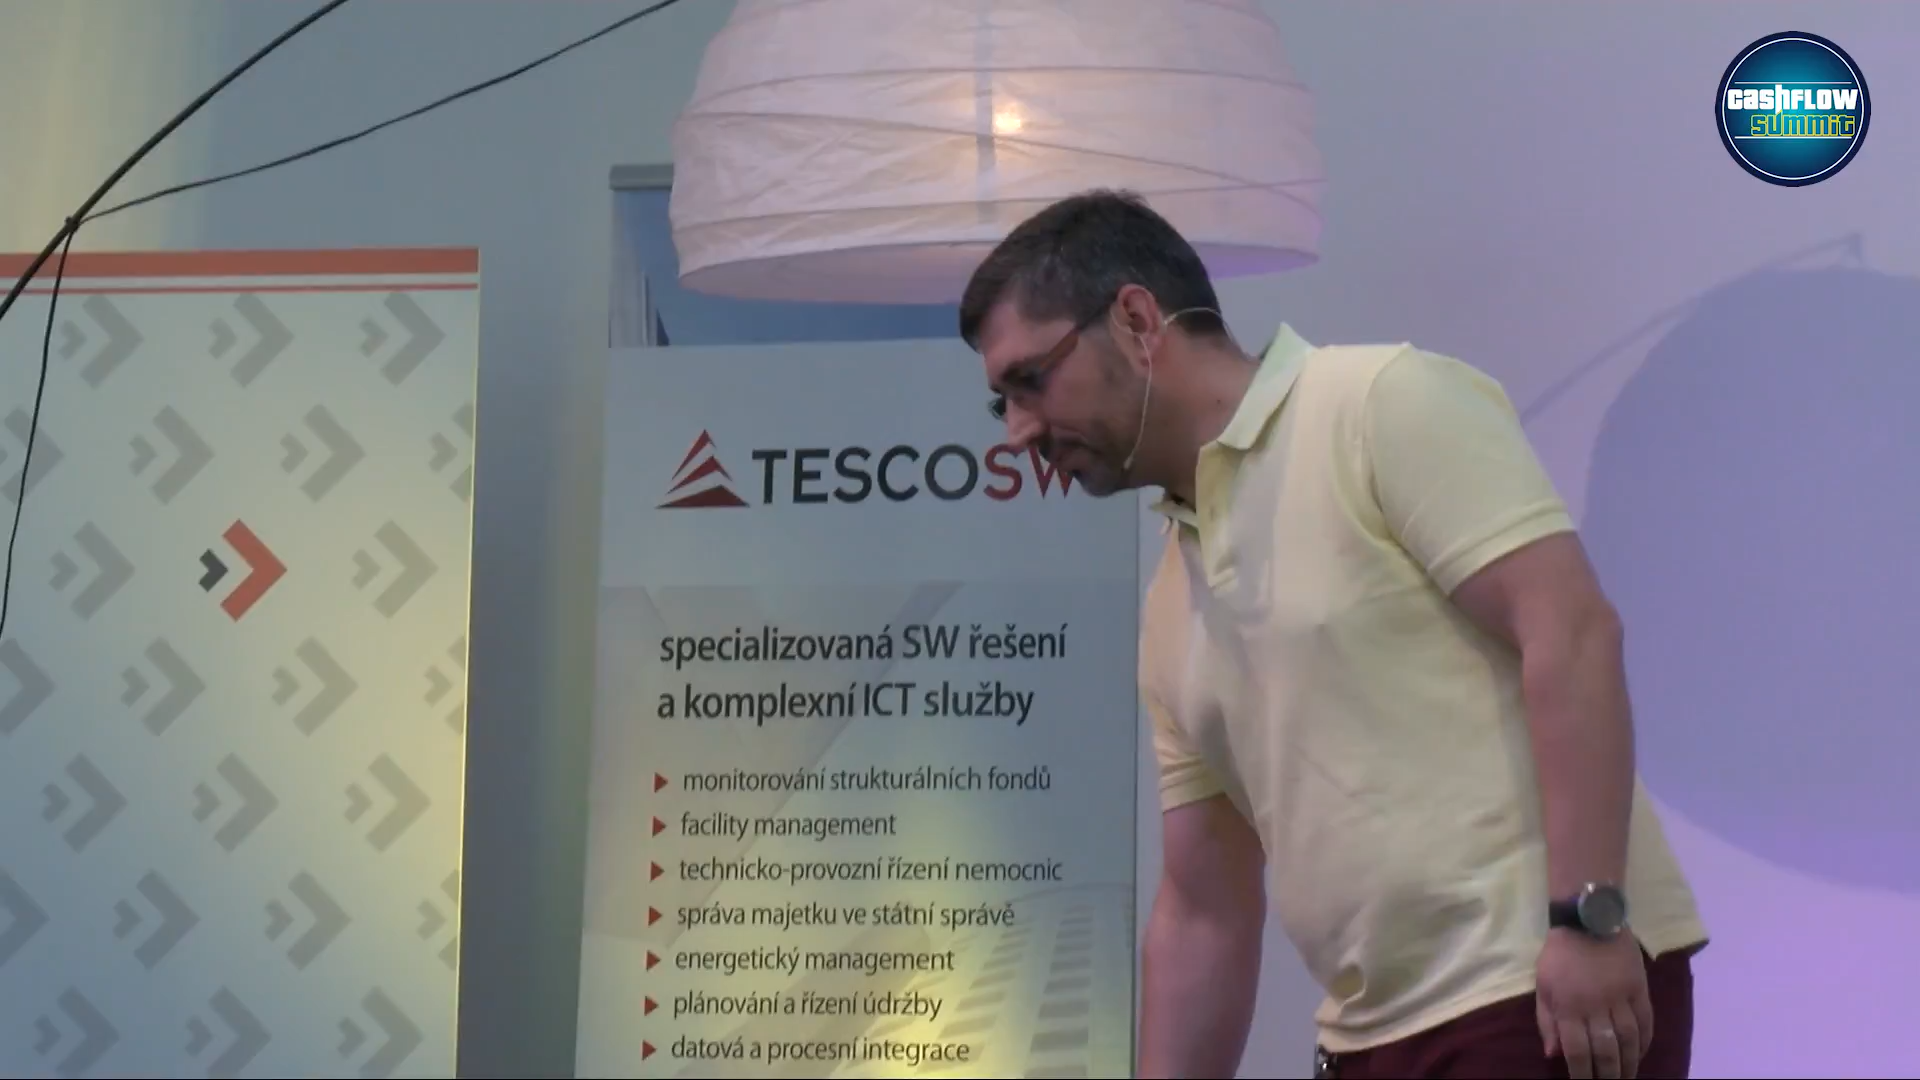 cashflow
summit
TESCOSW
specializovaná SW řešení
a komplexní ICT služby
monitorování strukturálních fondů
facility management
technicko-provozní řízení nemocnic
správa majetku ve státní správě
energetický management
plánování a řízení údržby
datová a procesní integrace